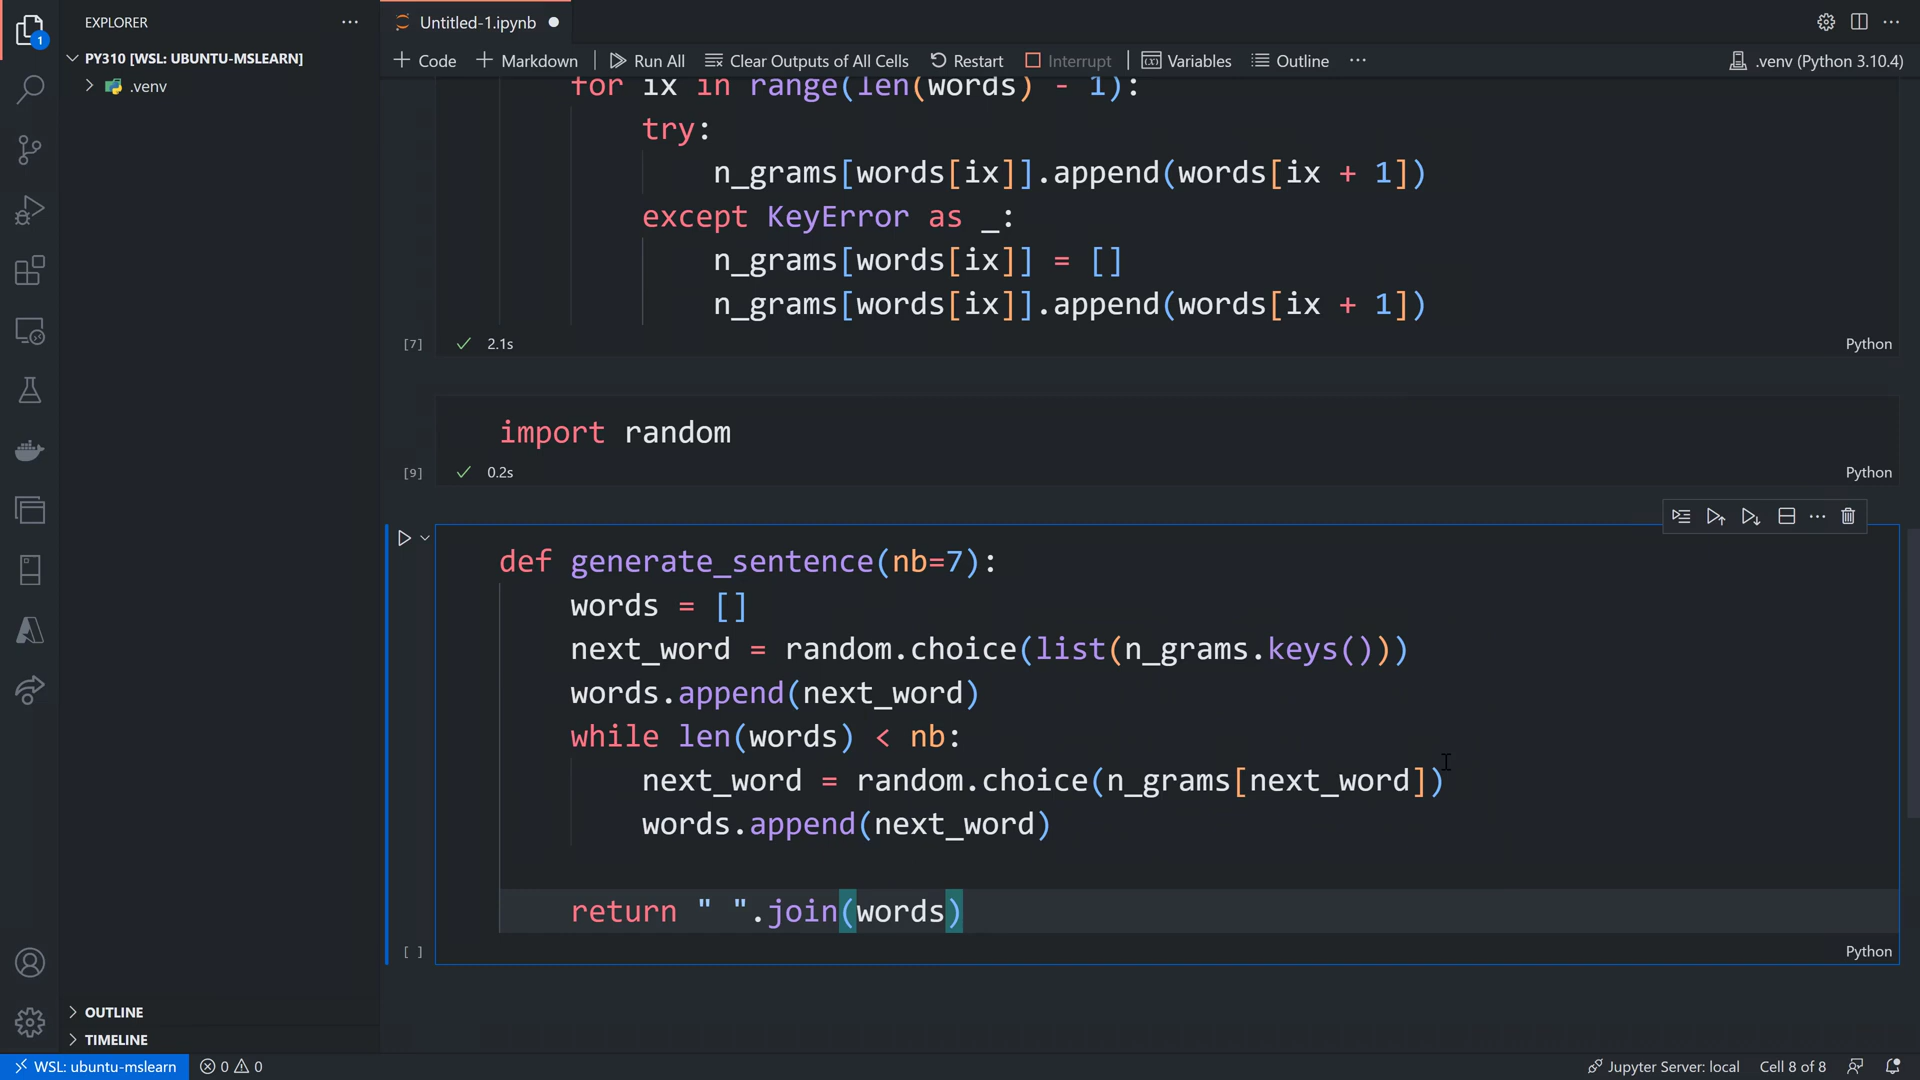 EXPLORER
Untitled-1.ipynb
PY310 [WSL: UBUNTU-MSLEARN]
.venv
1
+ Code + Markdown Run All Clear Outputs of All Cells Restart Interrupt Variables Outline ··· .venv (Python 3.10.4)
for ix in range(len(words) - 1):
try:
n_grams[words[ix]].append(words[ix + 1])
except KeyError as _:
n_grams[words[ix]] = []
n_grams[words[ix]].append(words[ix + 1])
[7] 2.1s Python
import random
[9] 0.2s Python
def generate_sentence(nb=7):
words = []
next_word = random.choice(list(n_grams.keys()))
words.append(next_word)
while len(words) < nb:
next_word = random.choice(n_grams[next_word])
words.append(next_word)
return " ".join(words)
[ ] Python
OUTLINE
TIMELINE
WSL: ubuntu-mslearn 0 0 Jupyter Server: local Cell 8 of 8